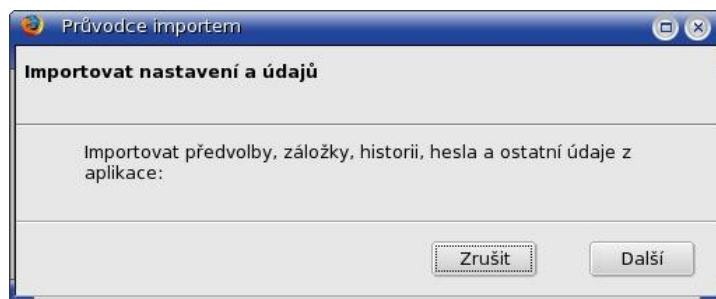 Průvodce importem
Importovat nastavení a údajů
Importovat předvolby, záložky, historii, hesla a ostatní údaje z
aplikace:
Zrušit Další